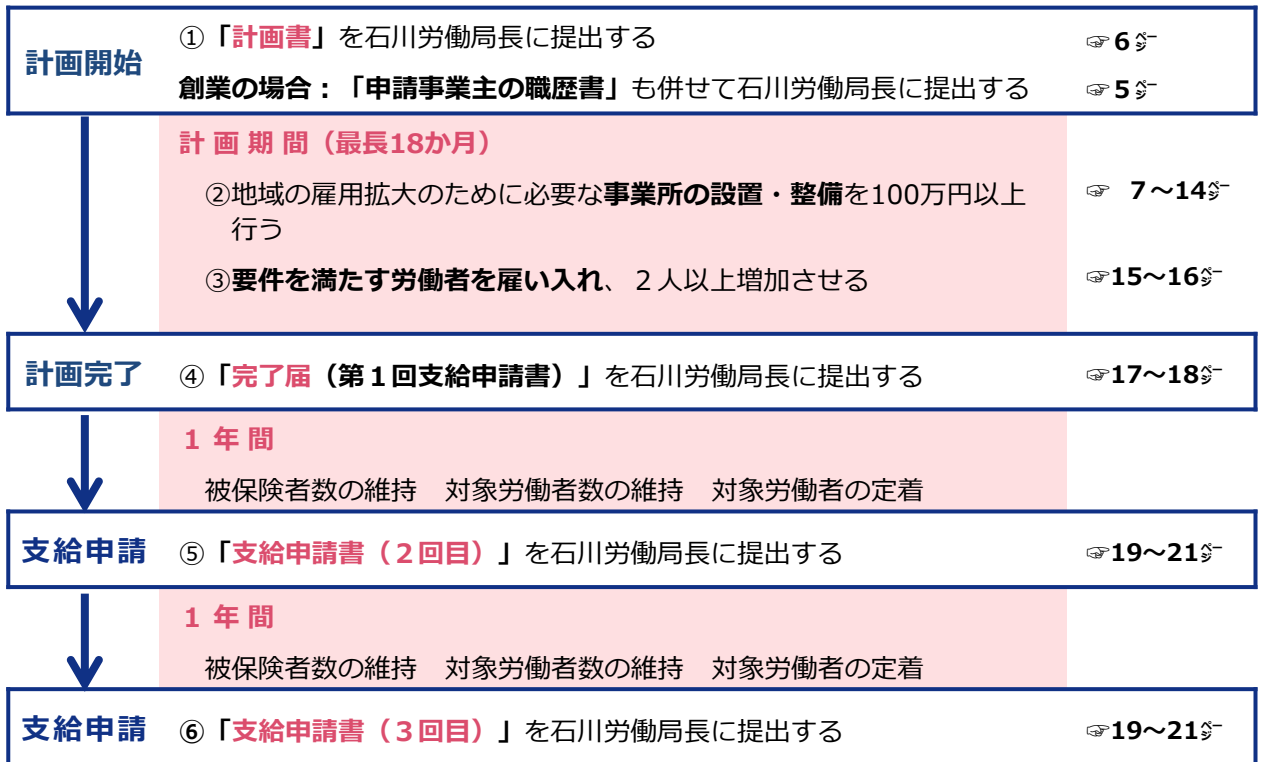 計画開始
①「計画書」を石川労働局長に提出する ☞6㌻
創業の場合：「申請事業主の職歴書」も併せて石川労働局長に提出する ☞5㌻
計 画 期 間（最長18か月）
②地域の雇用拡大のために必要な事業所の設置・整備を100万円以上 ☞ 7～14㌻
行う
③要件を満たす労働者を雇い入れ、２人以上増加させる ☞15～16㌻
計画完了 ④「完了届（第１回支給申請書）」を石川労働局長に提出する ☞17～18㌻
１ 年 間
被保険者数の維持　対象労働者数の維持　対象労働者の定着
支給申請 ⑤「支給申請書（２回目）」を石川労働局長に提出する ☞19～21㌻
１ 年 間
被保険者数の維持　対象労働者数の維持　対象労働者の定着
支給申請 ⑥「支給申請書（３回目）」を石川労働局長に提出する ☞19～21㌻